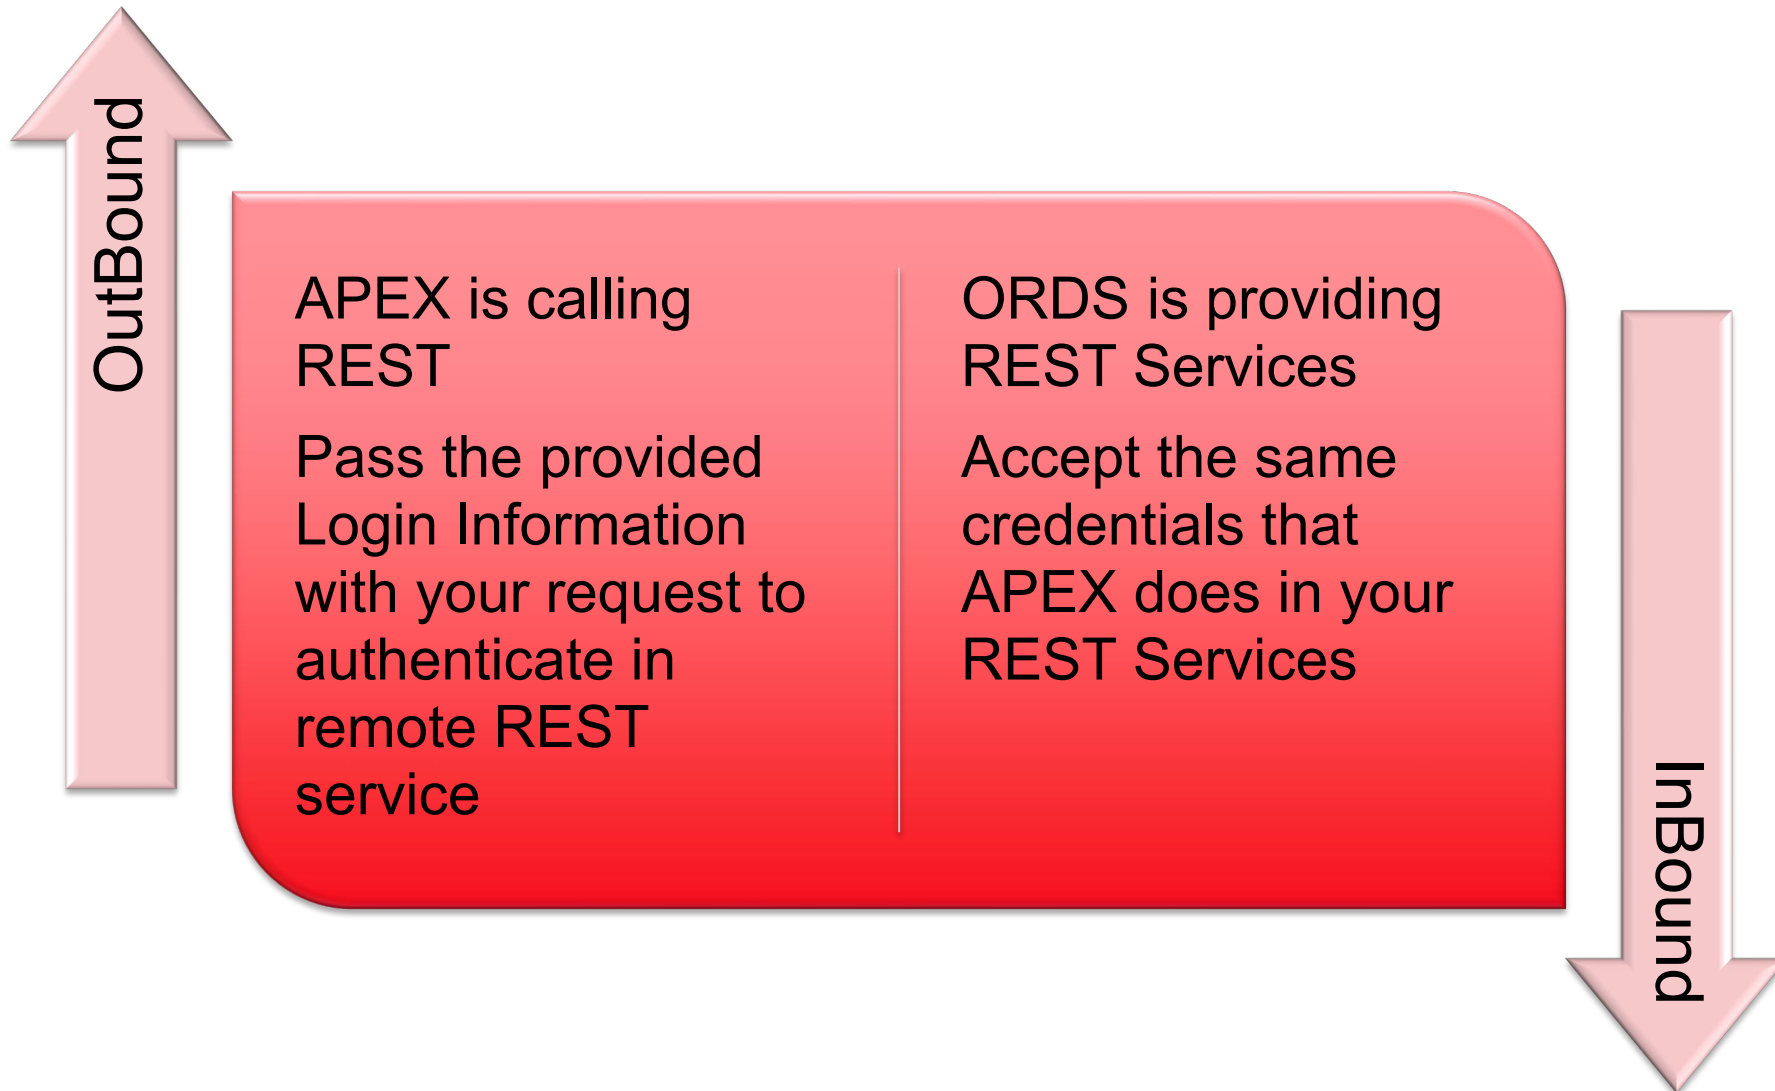 OutBound
APEX is calling
REST
Pass the provided
Login Information
with your request to
authenticate in
remote REST
service
ORDS is providing
REST Services
Accept the same
credentials that
APEX does in your
REST Services
InBound